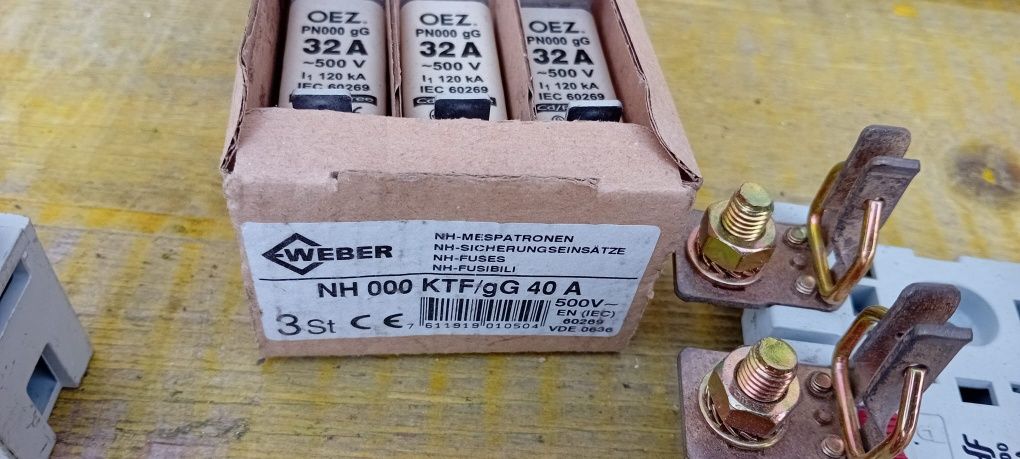 OEZ.
PN000 gG
32 A
~500 V
I1 120 kA
IEC 60269
OEZ.
PN000 gG
32 A
~500 V
I1 120 kA
IEC 60269
OEZ.
PN000 gG
32 A
~500 V
I1 120 kA
IEC 60269
WEBER
NH-MESPATRONEN
NH-SICHERUNGSEINSÄTZE
NH-FUSES
NH-FUSIBILI
NH 000 KTF/gG 40 A
500V~
EN (IEC)
60269
VDE 0636
3 St CE
7 611919 010504